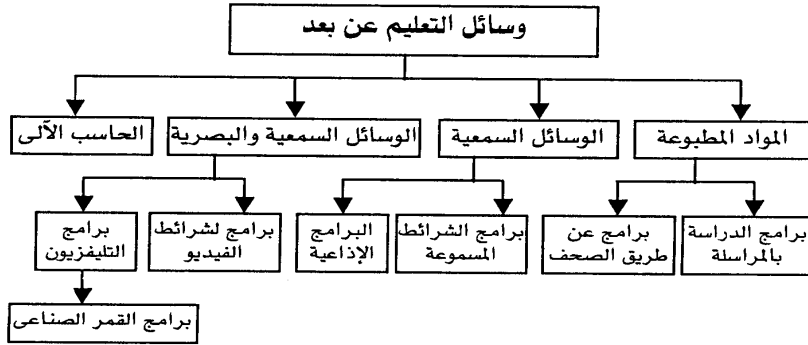 وسائل التعليم عن بعد
المواد المطبوعة
الوسائل السمعية
الوسائل السمعية والبصرية
الحاسب الآلى
برامج الدراسة
بالمراسلة
برامج عن
طريق الصحف
برامج الشرائط
المسموعة
البرامج
الإذاعية
برامج لشرائط
الفيديو
برامج
التليفزيون
برامج القمر الصناعى